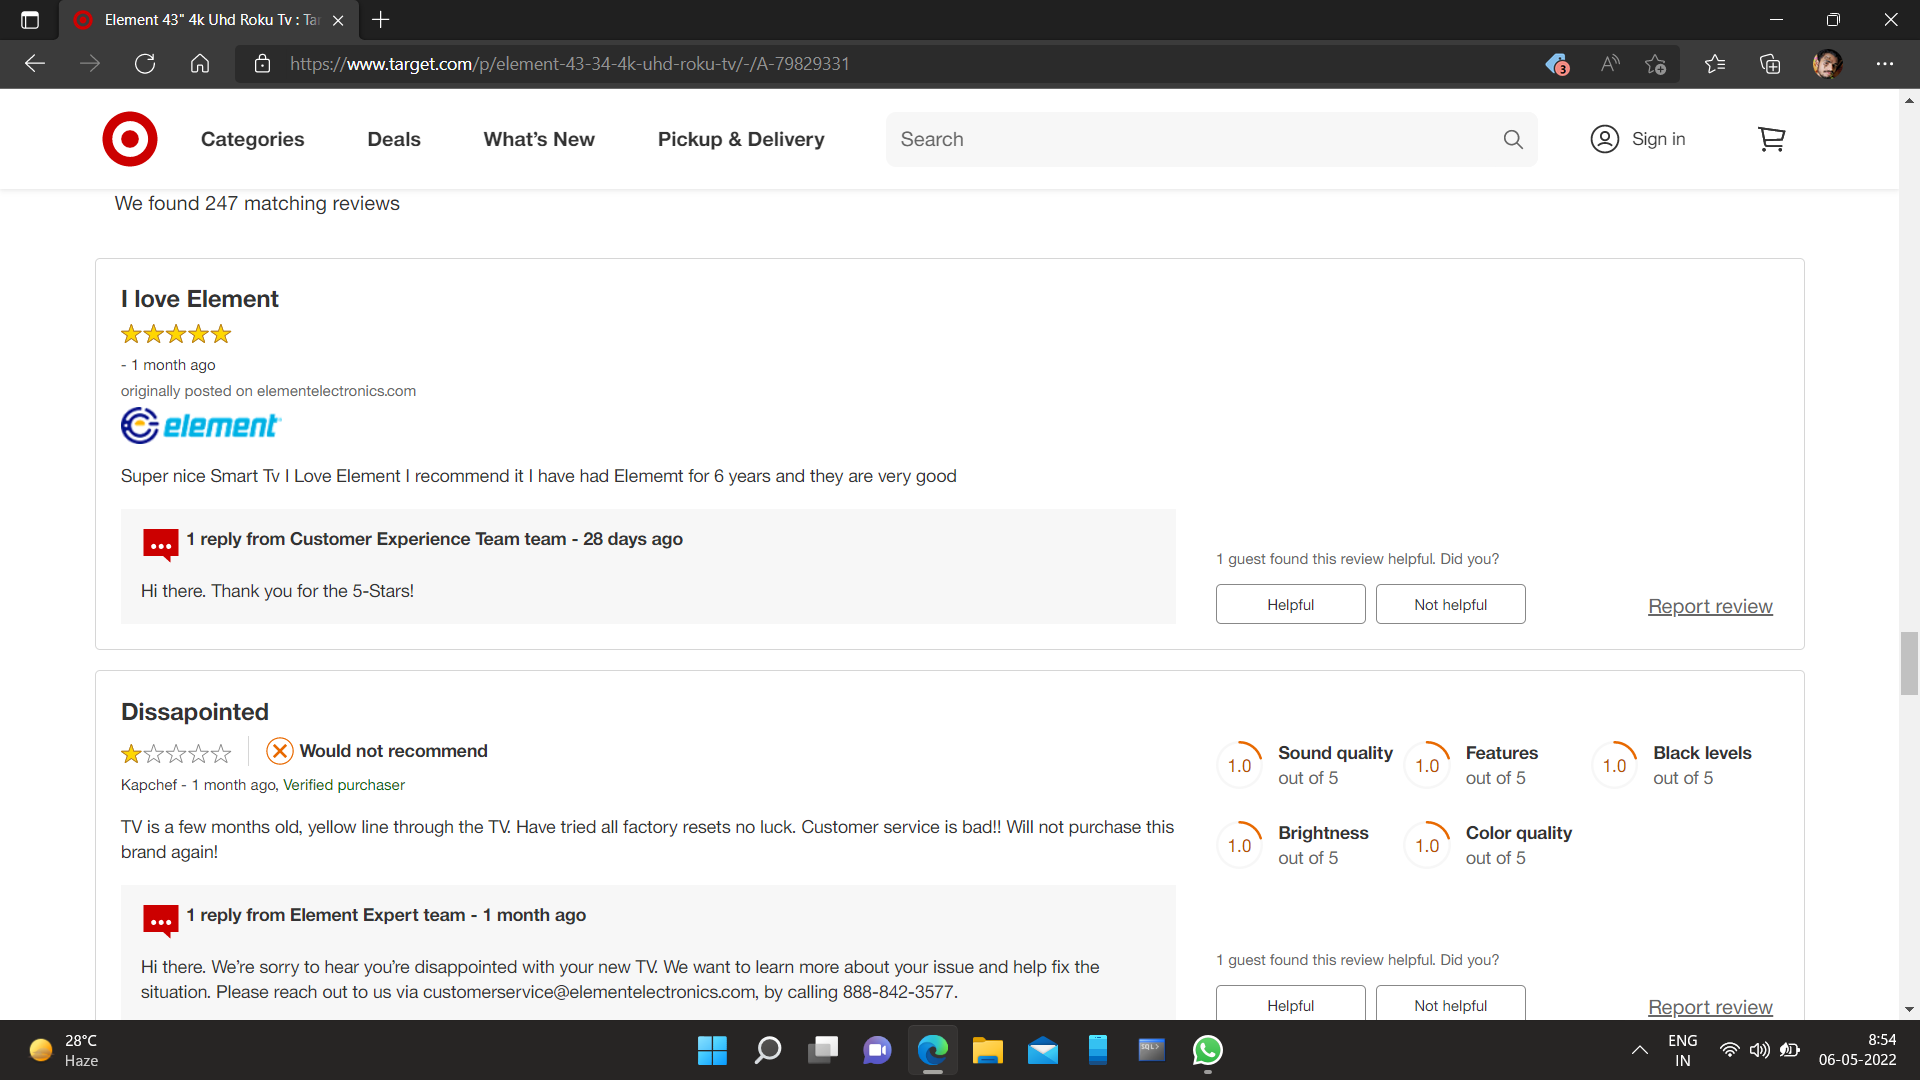 Element 43" 4k Uhd Roku Tv : Ta
https://www.target.com/p/element-43-34-4k-uhd-roku-tv/-/A-79829331
3
Categories
Deals
What's New
Pickup & Delivery
Search
Sign in
We found 247 matching reviews
I love Element
- 1 month ago
originally posted on elementelectronics.com
element
Super nice Smart Tv I Love Element I recommend it I have had Elememt for 6 years and they are very good
1 reply from Customer Experience Team team - 28 days ago
Hi there. Thank you for the 5-Stars!
1 guest found this review helpful. Did you?
Helpful
Not helpful
Report review
Dissapointed
Would not recommend
Kapchef - 1 month ago, Verified purchaser
TV is a few months old, yellow line through the TV. Have tried all factory resets no luck. Customer service is bad!! Will not purchase this
brand again!
1.0 Sound quality out of 5
1.0 Features out of 5
1.0 Black levels out of 5
1.0 Brightness out of 5
1.0 Color quality out of 5
1 reply from Element Expert team - 1 month ago
Hi there. We're sorry to hear you're disappointed with your new TV. We want to learn more about your issue and help fix the
situation. Please reach out to us via customerservice@elementelectronics.com, by calling 888-842-3577.
1 guest found this review helpful. Did you?
Helpful
Not helpful
Report review
28°C
Haze
SQL>
ENG
IN
8:54
06-05-2022